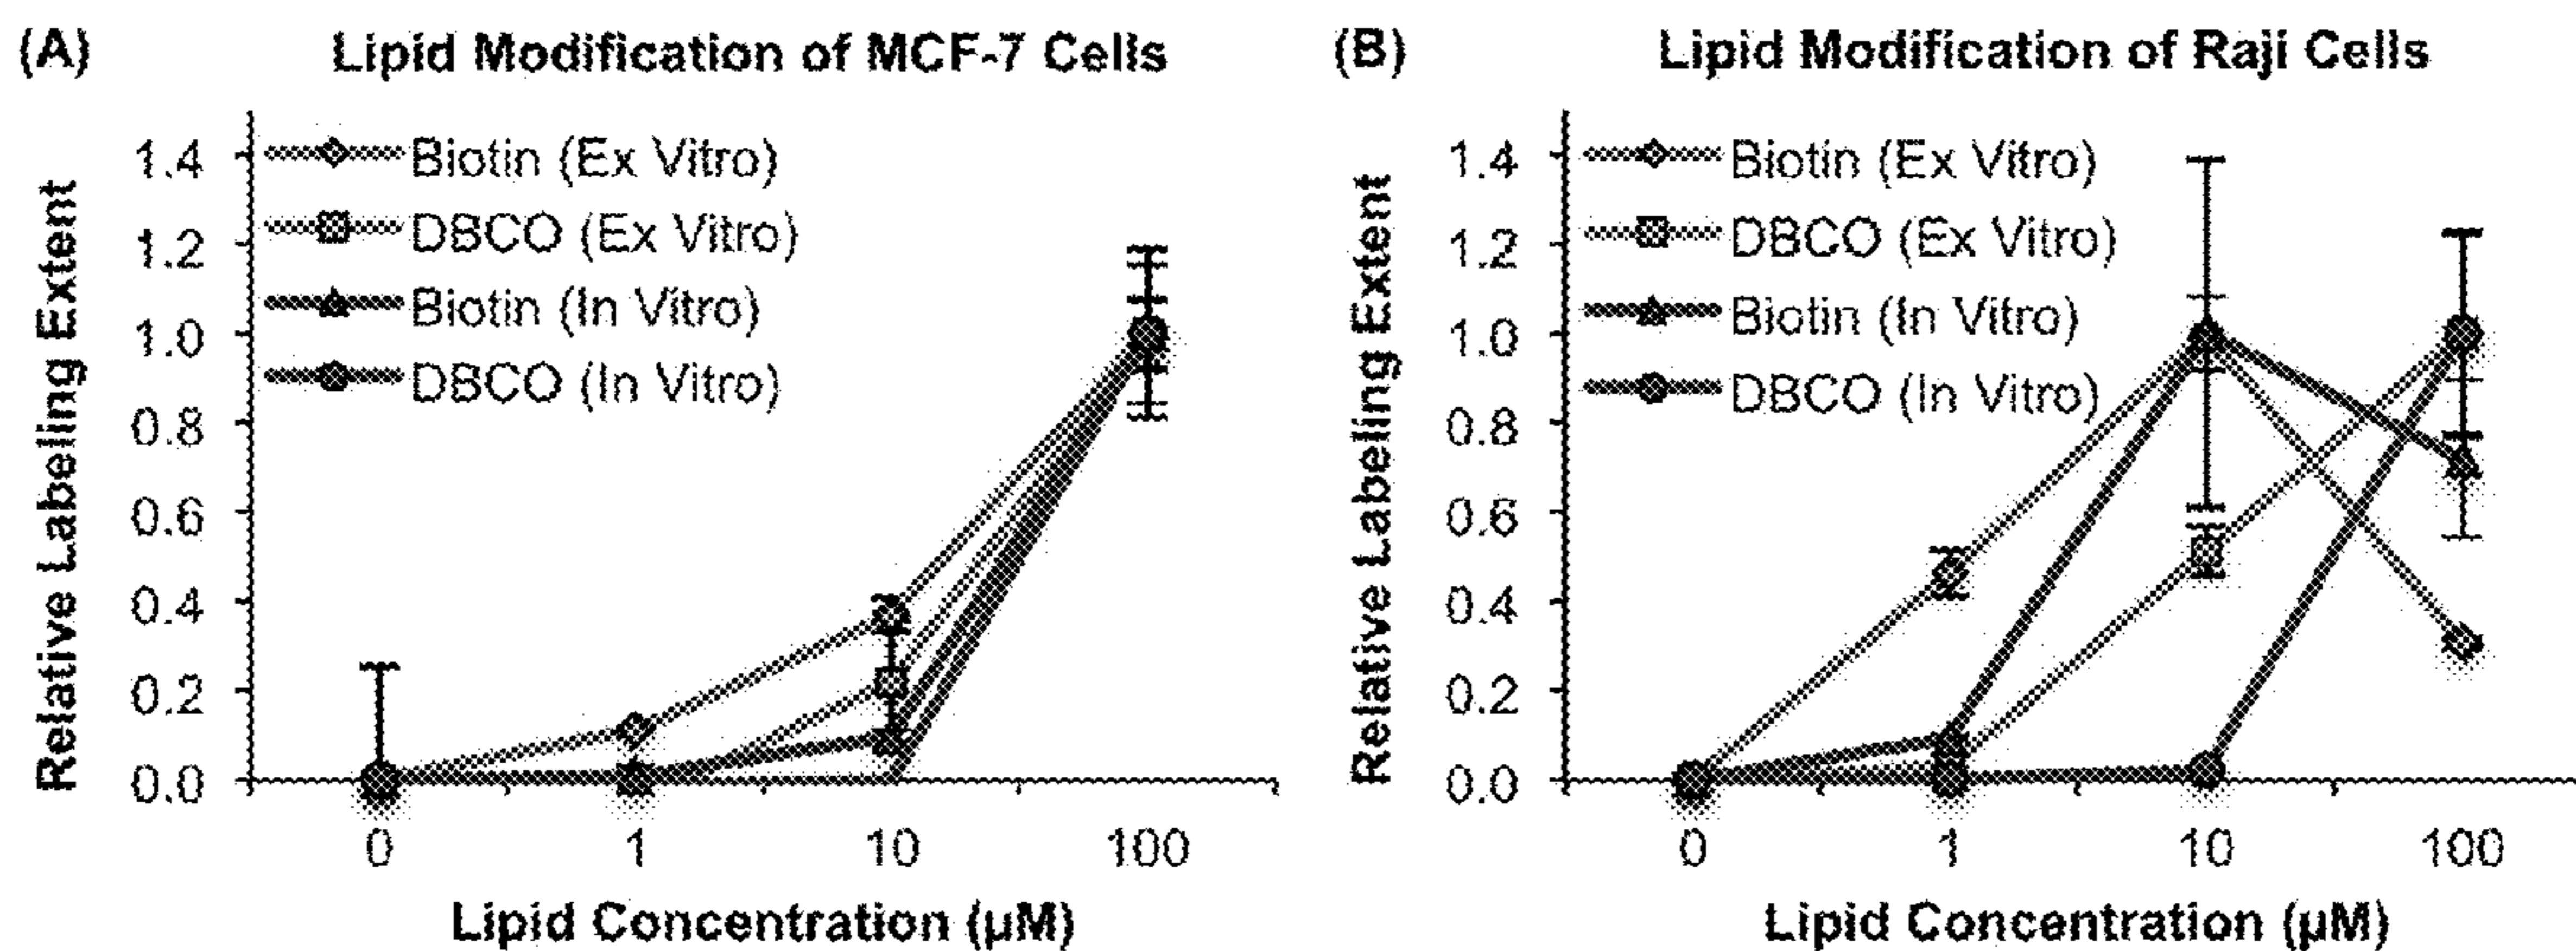 (A) Lipid Modification of MCF-7 Cells
Relative Labeling Extent
1.4
1.2
1.0
0.8
0.6
0.4
0.2
0.0
Biotin (Ex Vitro)
DBCO (Ex Vitro)
Biotin (In Vitro)
DBCO (In Vitro)
0 1 10 100
Lipid Concentration (µM)
(B) Lipid Modification of Raji Cells
Relative Labeling Extent
1.4
1.2
1.0
0.8
0.6
0.4
0.2
0.0
Biotin (Ex Vitro)
DBCO (Ex Vitro)
Biotin (In Vitro)
DBCO (In Vitro)
0 1 10 100
Lipid Concentration (µM)